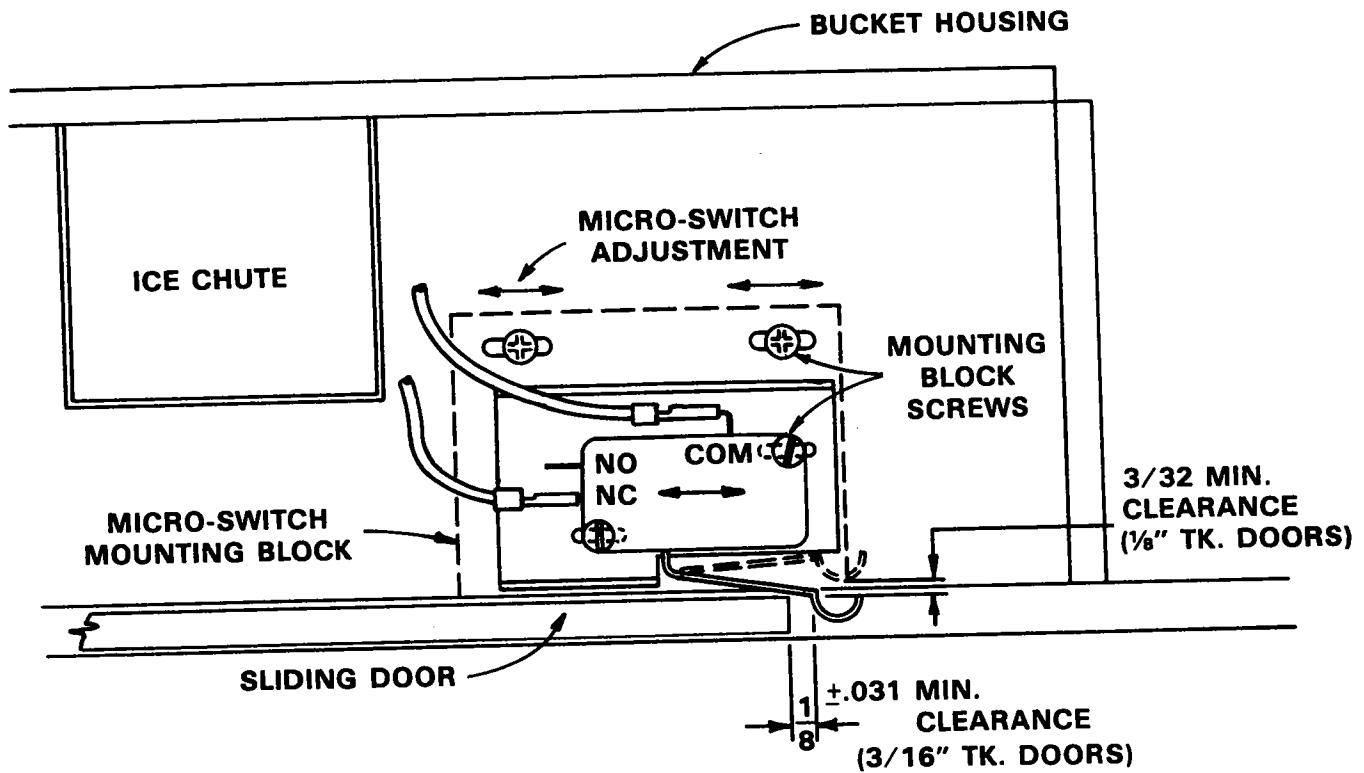 BUCKET HOUSING
MICRO-SWITCH
ADJUSTMENT
ICE CHUTE
MOUNTING
BLOCK
SCREWS
COM
NO
NC
3/32 MIN.
CLEARANCE
(⅛" TK. DOORS)
MICRO-SWITCH
MOUNTING BLOCK
SLIDING DOOR
1/8 ±.031 MIN.
CLEARANCE
(3/16" TK. DOORS)